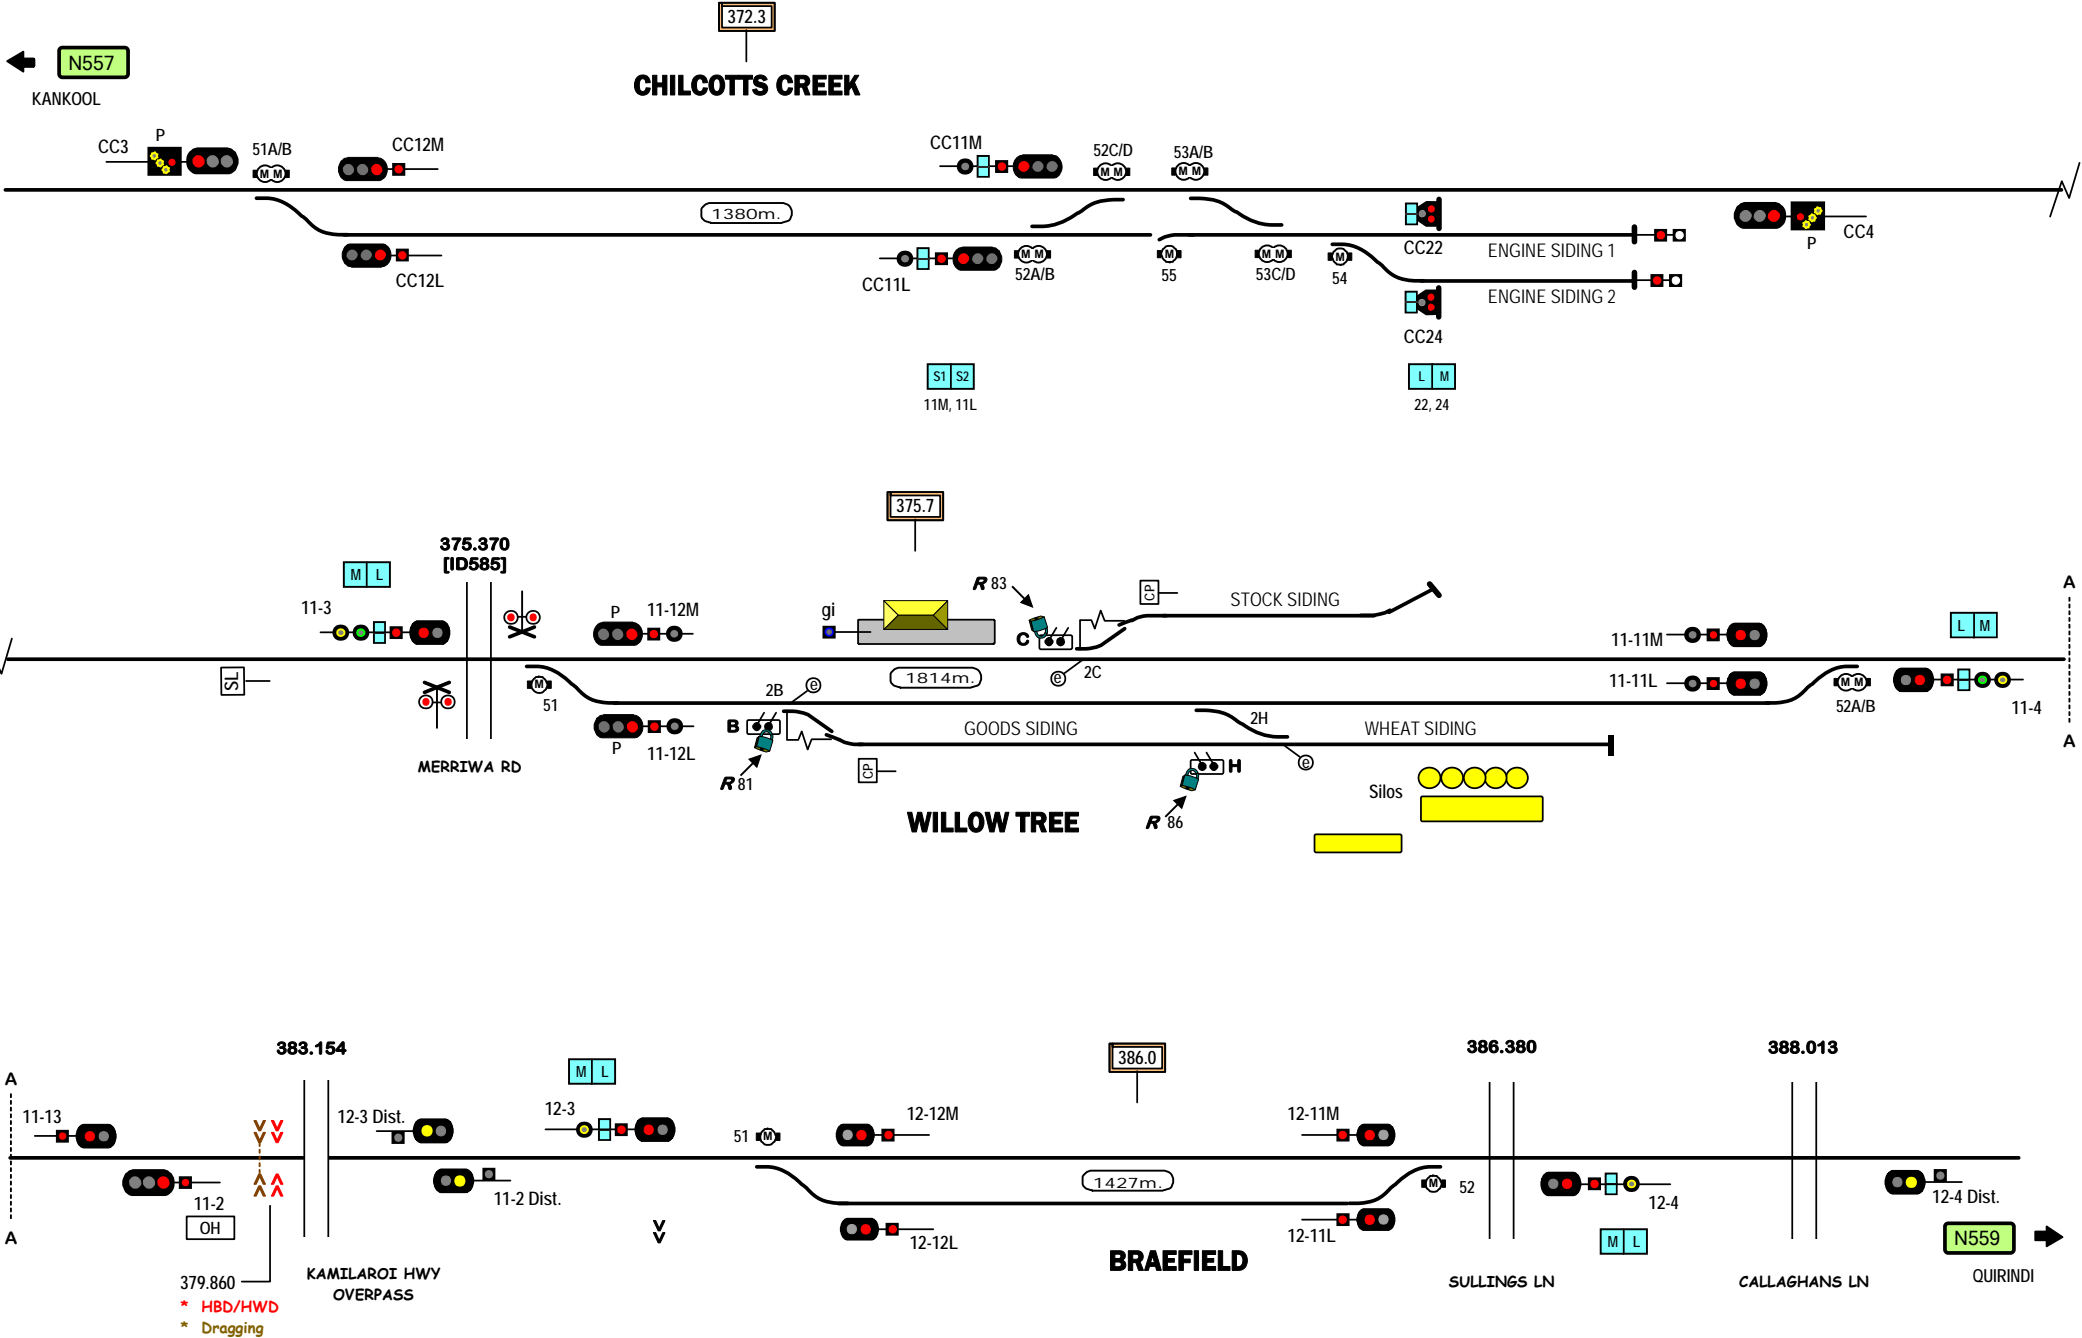 372.3
N557
KANKOOL
CHILCOTTS CREEK
CC3
P
51A/B
M M
CC12M
CC11M
52C/D
M M
53A/B
M M
1380m.
CC12L
CC11L
M M
52A/B
M
55
M M
53C/D
M
54
CC22
ENGINE SIDING 1
ENGINE SIDING 2
CC24
P
CC4
S1 S2
11M, 11L
L M
22, 24
375.7
375.370
[ID585]
M L
11-3
P
11-12M
gi
R 83
C
CP
STOCK SIDING
11-11M
L M
A
SL
M
51
1814m.
e
2C
2B
e
11-11L
M M
52A/B
11-4
P
11-12L
B
R 81
CP
GOODS SIDING
2H
WHEAT SIDING
e
H
R 86
Silos
MERRIWA RD
WILLOW TREE
A
383.154
386.0
386.380
388.013
A
11-13
12-3 Dist.
M L
12-3
51
M
12-12M
12-11M
11-2
OH
11-2 Dist.
1427m.
M
52
12-4
12-4 Dist.
A
12-12L
12-11L
M L
N559
BRAEFIELD
379.860
* HBD/HWD
* Dragging
KAMILAROI HWY
OVERPASS
SULLINGS LN
CALLAGHANS LN
QUIRINDI